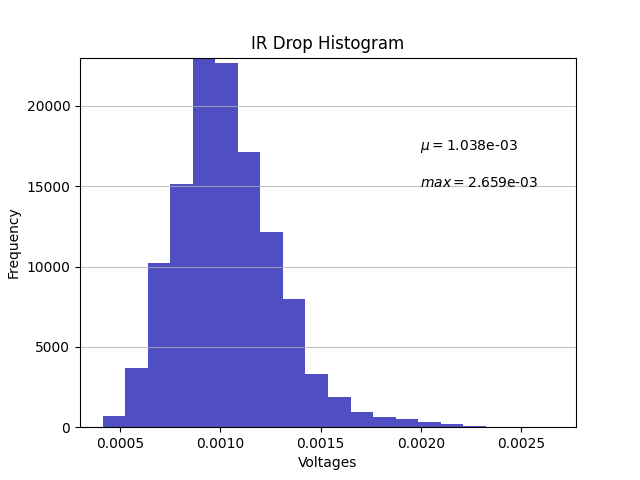 IR Drop Histogram
20000
15000
10000
5000
0
Frequency
μ = 1.038e-03
max = 2.659e-03
0.0005 0.0010 0.0015 0.0020 0.0025
Voltages